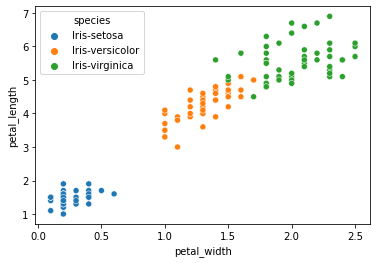 species
Iris-setosa
Iris-versicolor
Iris-virginica
petal_length
7
6
5
4
3
2
1
0.0
0.5
1.0
1.5
2.0
2.5
petal_width